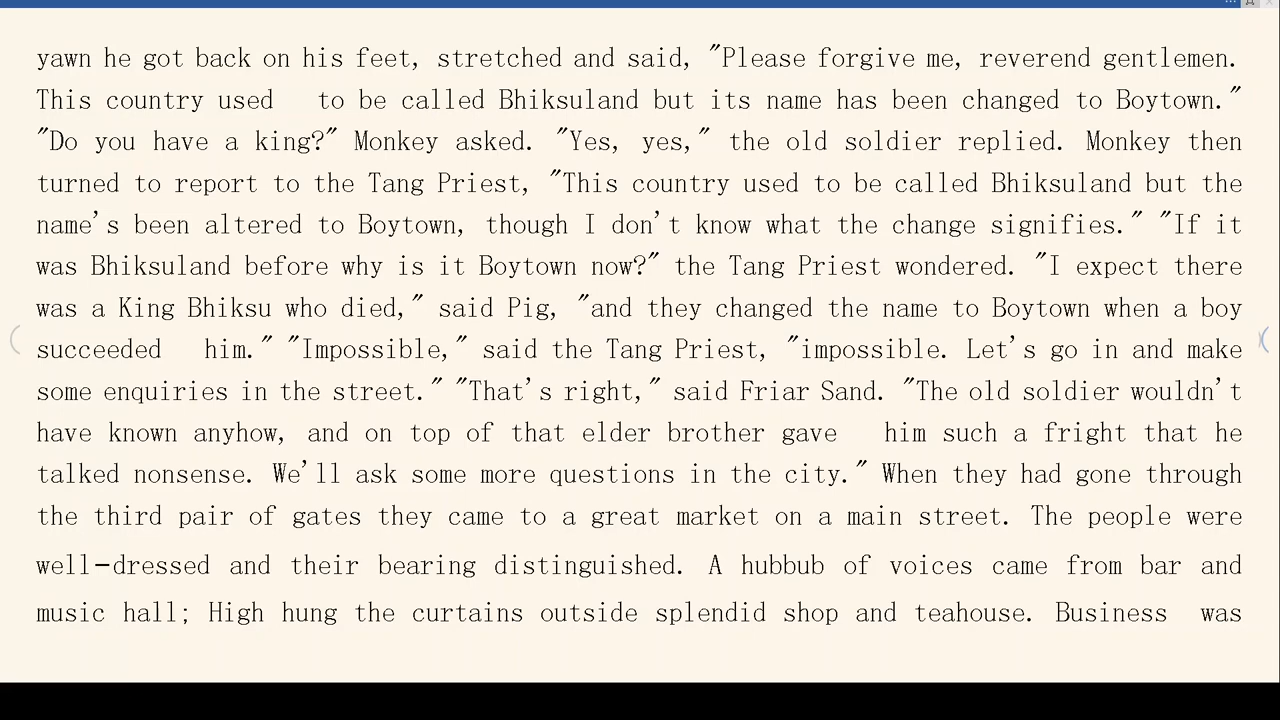 yawn he got back on his feet, stretched and said, "Please forgive me, reverend gentlemen.
This country used to be called Bhiksuland but its name has been changed to Boytown."
"Do you have a king?" Monkey asked. "Yes, yes," the old soldier replied. Monkey then
turned to report to the Tang Priest, "This country used to be called Bhiksuland but the
name's been altered to Boytown, though I don't know what the change signifies." "If it
was Bhiksuland before why is it Boytown now?" the Tang Priest wondered. "I expect there
was a King Bhiksu who died," said Pig, "and they changed the name to Boytown when a boy
succeeded him." "Impossible," said the Tang Priest, "impossible. Let's go in and make
some enquiries in the street." "That's right," said Friar Sand. "The old soldier wouldn't
have known anyhow, and on top of that elder brother gave him such a fright that he
talked nonsense. We'll ask some more questions in the city." When they had gone through
the third pair of gates they came to a great market on a main street. The people were
well-dressed and their bearing distinguished. A hubbub of voices came from bar and
music hall; High hung the curtains outside splendid shop and teahouse. Business was